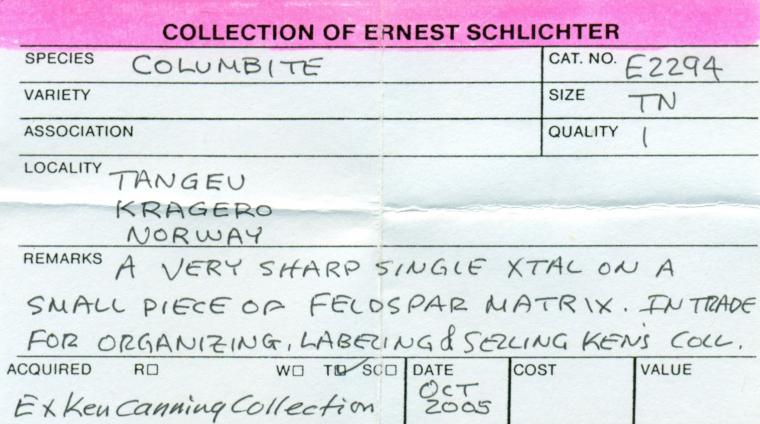 COLLECTION OF ERNEST SCHLICHTER
SPECIES COLUMBITE CAT. NO. E2294
VARIETY SIZE TN
ASSOCIATION QUALITY 1
LOCALITY TANGEU
KRAGERO
NORWAY
REMARKS A VERY SHARP SINGLE XTAL ON A
SMALL PIECE OF FELDSPAR MATRIX. IN TRADE
FOR ORGANIZING, LABELING & SELLING KEN'S COLL.
ACQUIRED R☐ W☐ T☑ SC☐ DATE COST VALUE
Ex Ken Canning Collection OCT
2005